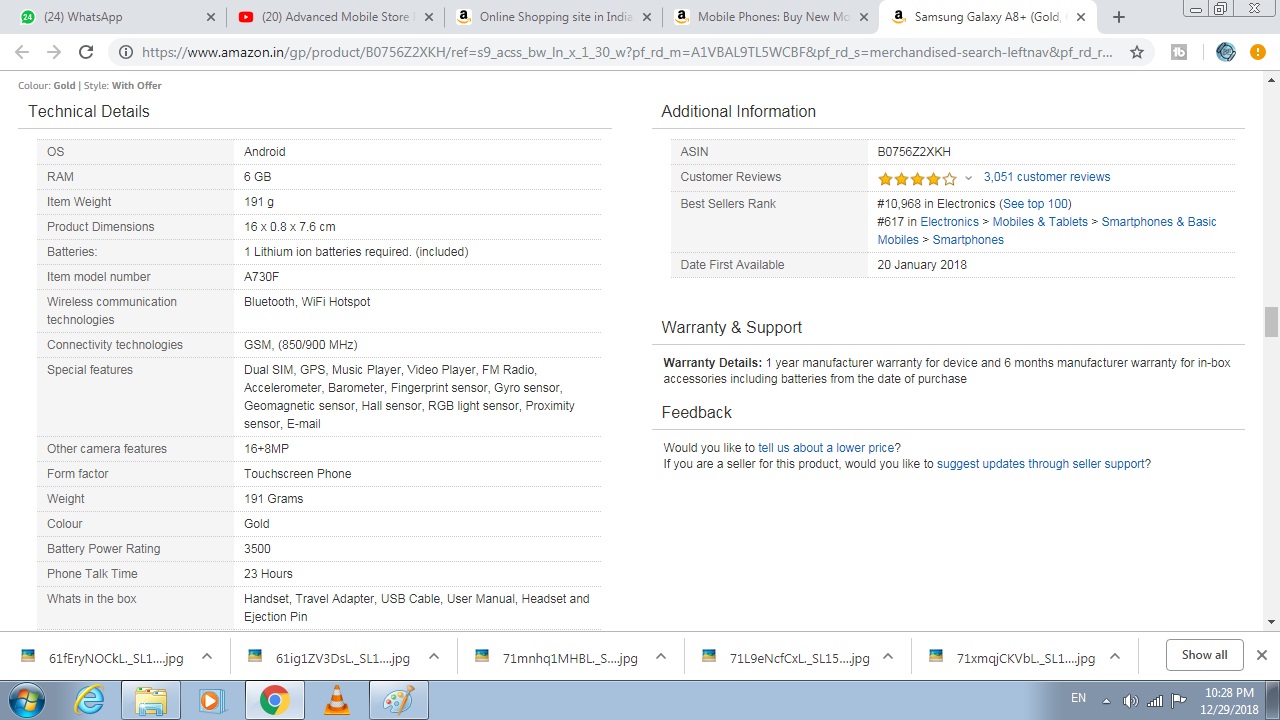 (24) WhatsApp
(20) Advanced Mobile Store
Online Shopping site in India
Mobile Phones: Buy New Mo
Samsung Galaxy A8+ (Gold,
https://www.amazon.in/gp/product/B0756Z2XKH/ref=s9_acss_bw_ln_x_1_30_w?pf_rd_m=A1VBAL9TL5WCBF&pf_rd_s=merchandised-search-leftnav&pf_rd_r...
Colour: Gold | Style: With Offer
Technical Details
OS Android
RAM 6 GB
Item Weight 191 g
Product Dimensions 16 x 0.8 x 7.6 cm
Batteries: 1 Lithium ion batteries required. (included)
Item model number A730F
Wireless communication technologies Bluetooth, WiFi Hotspot
Connectivity technologies GSM, (850/900 MHz)
Special features Dual SIM, GPS, Music Player, Video Player, FM Radio,
Accelerometer, Barometer, Fingerprint sensor, Gyro sensor,
Geomagnetic sensor, Hall sensor, RGB light sensor, Proximity
sensor, E-mail
Other camera features 16+8MP
Form factor Touchscreen Phone
Weight 191 Grams
Colour Gold
Battery Power Rating 3500
Phone Talk Time 23 Hours
Whats in the box Handset, Travel Adapter, USB Cable, User Manual, Headset and
Ejection Pin
Additional Information
ASIN B0756Z2XKH
Customer Reviews 3,051 customer reviews
Best Sellers Rank #10,968 in Electronics (See top 100)
#617 in Electronics > Mobiles & Tablets > Smartphones & Basic
Mobiles > Smartphones
Date First Available 20 January 2018
Warranty & Support
Warranty Details: 1 year manufacturer warranty for device and 6 months manufacturer warranty for in-box
accessories including batteries from the date of purchase
Feedback
Would you like to tell us about a lower price?
If you are a seller for this product, would you like to suggest updates through seller support?
61fEryNOCkL_SL1....jpg
61ig1ZV3DsL_SL1....jpg
71mnhq1MHBL_S....jpg
71L9eNcfCxL_SL15....jpg
71xmqjCKVbL_SL1....jpg
Show all
EN
10:28 PM
12/29/2018